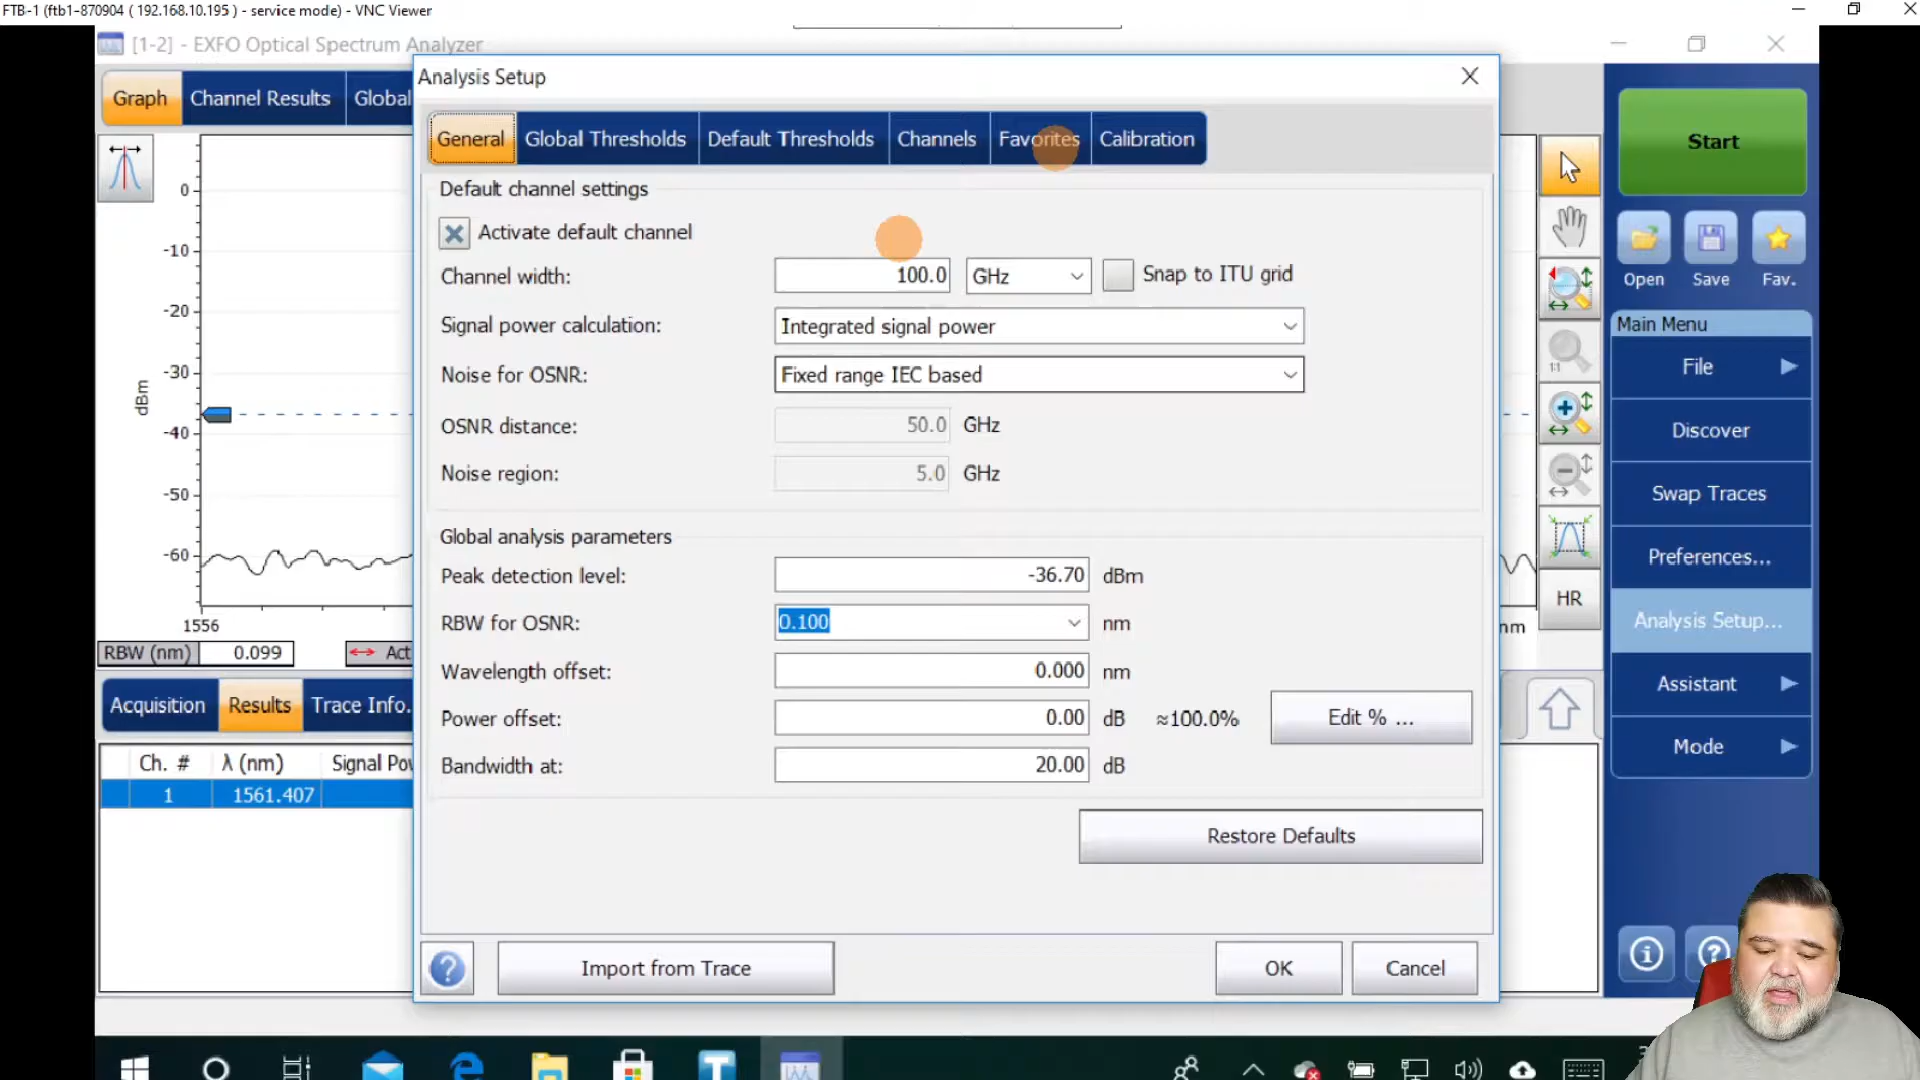 FTB-1 (ftb1-870904 ( 192.168.10.195 ) - service mode) - VNC Viewer
[1-2] - EXFO Optical Spectrum Analyzer
Graph
Channel Results
Global
Analysis Setup
General
Global Thresholds
Default Thresholds
Channels
Favorites
Calibration
Default channel settings
Activate default channel
Channel width:
100.0
GHz
Snap to ITU grid
Signal power calculation:
Integrated signal power
Noise for OSNR:
Fixed range IEC based
OSNR distance:
50.0
GHz
Noise region:
5.0
GHz
Global analysis parameters
Peak detection level:
-36.70
dBm
RBW for OSNR:
0.100
nm
Wavelength offset:
0.000
nm
Power offset:
0.00
dB
≈100.0%
Edit % ...
Bandwidth at:
20.00
dB
Restore Defaults
Import from Trace
OK
Cancel
0
-10
-20
-30
-40
-50
-60
dBm
1556
nm
RBW (nm)
0.099
Act
Acquisition
Results
Trace Info.
Ch. #
λ (nm)
Signal Pow
1
1561.407
1:1
HR
Start
Open
Save
Fav.
Main Menu
File
Discover
Swap Traces
Preferences...
Analysis Setup...
Assistant
Mode